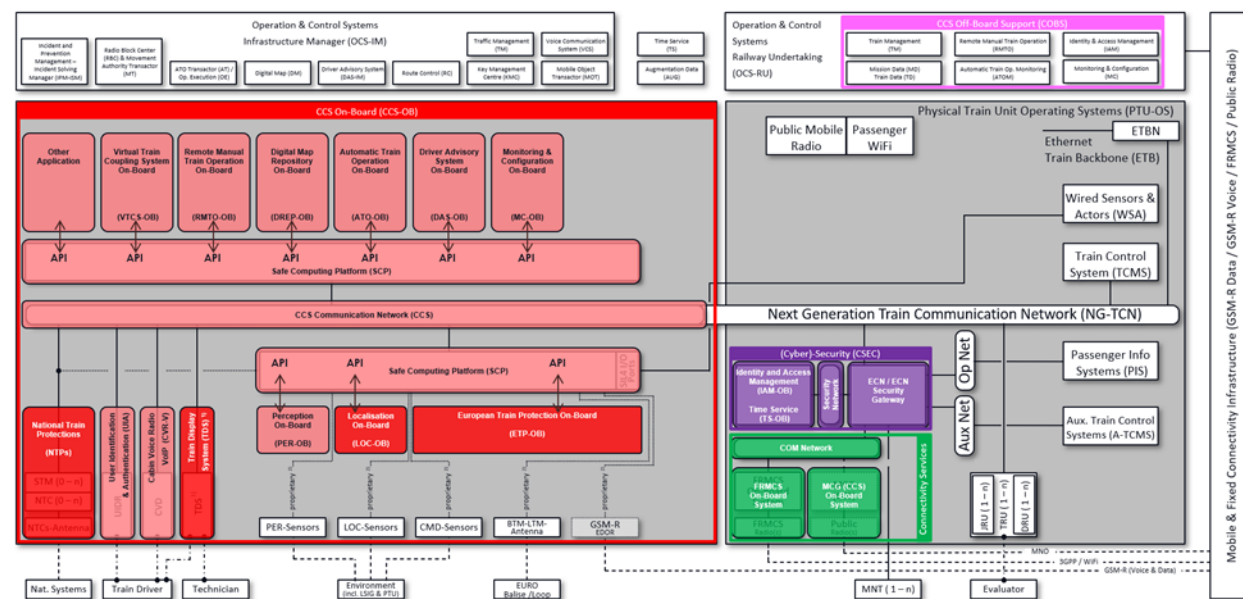 Operation & Control Systems
Infrastructure Manager (OCS-IM)
Incident and
Prevention
Management –
Incident Solving
Manager (IPM-ISM)
Radio Block Center
(RBC) & Movement
Authority Transactor
(MT)
ATO Transactor (AT) /
Op. Execution (OE)
Digital Map (DM)
Driver Advisory System
(DAS-IM)
Route Control (RC)
Traffic Management
(TM)
Key Management
Centre (KMC)
Voice Communication
System (VCS)
Mobile Object
Transactor (MOT)
Time Service
(TS)
Augmentation Data
(AUG)
Operation & Control
Systems
Railway Undertaking
(OCS-RU)
CCS Off-Board Support (COBS)
Train Management
(TM)
Remote Manual Train Operation
(RMTO)
Identity & Access Management
(IAM)
Mission Data (MD)
Train Data (TD)
Automatic Train Op. Monitoring
(ATOM)
Monitoring & Configuration
(MC)
Mobile & Fixed Connectivity Infrastructure (GSM-R Data / GSM-R Voice / FRMCS / Public Radio)
CCS On-Board (CCS-OB)
Other
Application
Virtual Train
Coupling System
On-Board
(VTCS-OB)
Remote Manual
Train Operation
On-Board
(RMTO-OB)
Digital Map
Repository
On-Board
(DREP-OB)
Automatic Train
Operation
On-Board
(ATO-OB)
Driver Advisory
System
On-Board
(DAS-OB)
Monitoring &
Configuration
On-Board
(MC-OB)
API
API
API
API
API
API
API
Safe Computing Platform (SCP)
CCS Communication Network (CCS)
API
API
API
Safe Computing Platform (SCP)
SIL4 I/O
Ports
National Train
Protections
(NTPs)
STM (0 – n)
NTC (0 – n)
NTCs-Antenna
User Identification
& Authentication (UIA)
Cabin Voice Radio
VoIP (CVR-V)
CVD
Train Display
System (TDS)
TDS
Perception
On-Board
(PER-OB)
Localisation
On-Board
(LOC-OB)
European Train Protection On-Board
(ETP-OB)
proprietary
proprietary
proprietary
proprietary
proprietary
PER-Sensors
LOC-Sensors
CMD-Sensors
BTM-LTM-
Antenna
GSM-R
EDOR
Physical Train Unit Operating Systems (PTU-OS)
Public Mobile
Radio
Passenger
WiFi
ETBN
Ethernet
Train Backbone (ETB)
Wired Sensors &
Actors (WSA)
Train Control
System (TCMS)
Next Generation Train Communication Network (NG-TCN)
(Cyber)-Security (CSEC)
Identity and Access
Management
(IAM-OB)
Time Service
(TS-OB)
Security
Network
ECN / ECN
Security
Gateway
Op Net
Aux Net
Passenger Info
Systems (PIS)
Aux. Train Control
Systems (A-TCMS)
COM Network
FRMCS
On-Board
System
FRMCS
Radio(s)
MCG (CCS)
On-Board
System
Public
Radio(s)
Connectivity Services
JRU ( 1 – n )
TRU ( 1 – n )
DRU ( 1 – n )
MNO
3GPP / WiFi
GSM-R (Voice & Data)
Nat. Systems
Train Driver
Technician
Environment
(incl. LSIG & PTU)
EURO
Balise /Loop
MNT ( 1 – n )
Evaluator